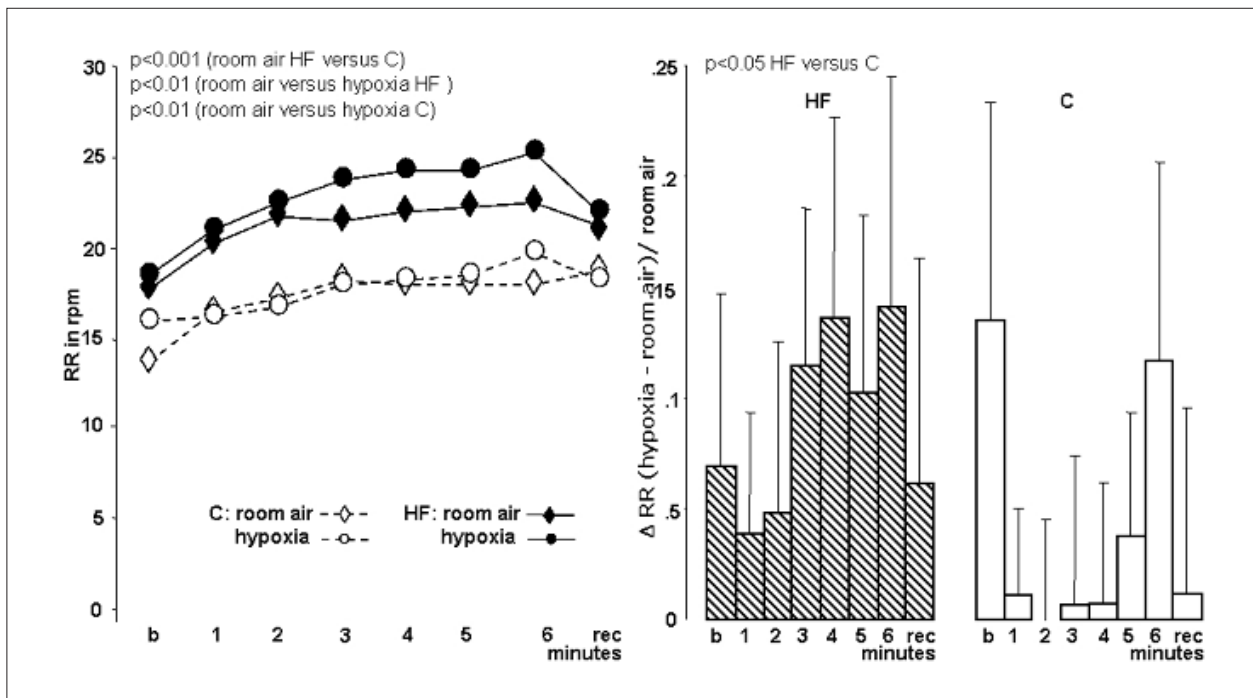 p<0.001 (room air HF versus C)
p<0.01 (room air versus hypoxia HF )
p<0.01 (room air versus hypoxia C)
30
25
20
15
10
5
0
RR in rpm
C: room air
hypoxia
HF: room air
hypoxia
b 1 2 3 4 5 6 rec
minutes
p<0.05 HF versus C
HF
C
.25
.2
.15
.1
.5
0
Δ RR (hypoxia - room air)/ room air
b 1 2 3 4 5 6 rec
minutes
b 1 2 3 4 5 6 rec
minutes